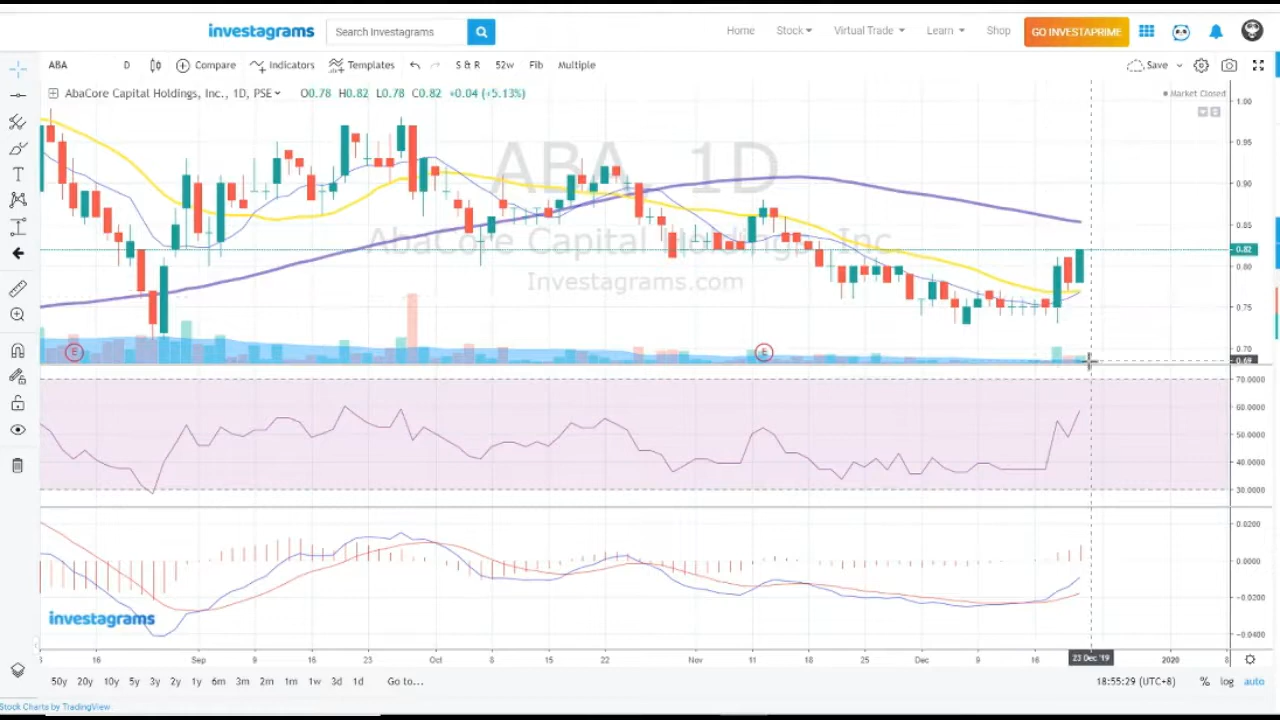 investagrams Search Investagrams Home Stock Virtual Trade Learn Shop GO INVESTAPRIME
ABA D Compare Indicators Templates S & R 52w Fib Multiple Save
AbaCore Capital Holdings, Inc., 1D, PSE O0.78 H0.82 L0.78 C0.82 +0.04 (+5.13%) Market Closed
1.00
0.95
ABA, 1D
0.90
0.85
AbaCore Capital Holdings, Inc.
0.82
0.80
Investagrams.com
0.75
0.70
E E
0.69
70.0000
60.0000
50.0000
40.0000
30.0000
0.0200
0.0000
-0.0200
investagrams
-0.0400
16 Sep 9 16 23 Oct 8 15 22 Nov 11 18 25 Dec 9 16 23 Dec '19 2020 8
50y 20y 10y 5y 3y 2y 1y 6m 3m 2m 1m 1w 3d 1d Go to... 18:55:29 (UTC+8) % log auto
Stock Charts by TradingView